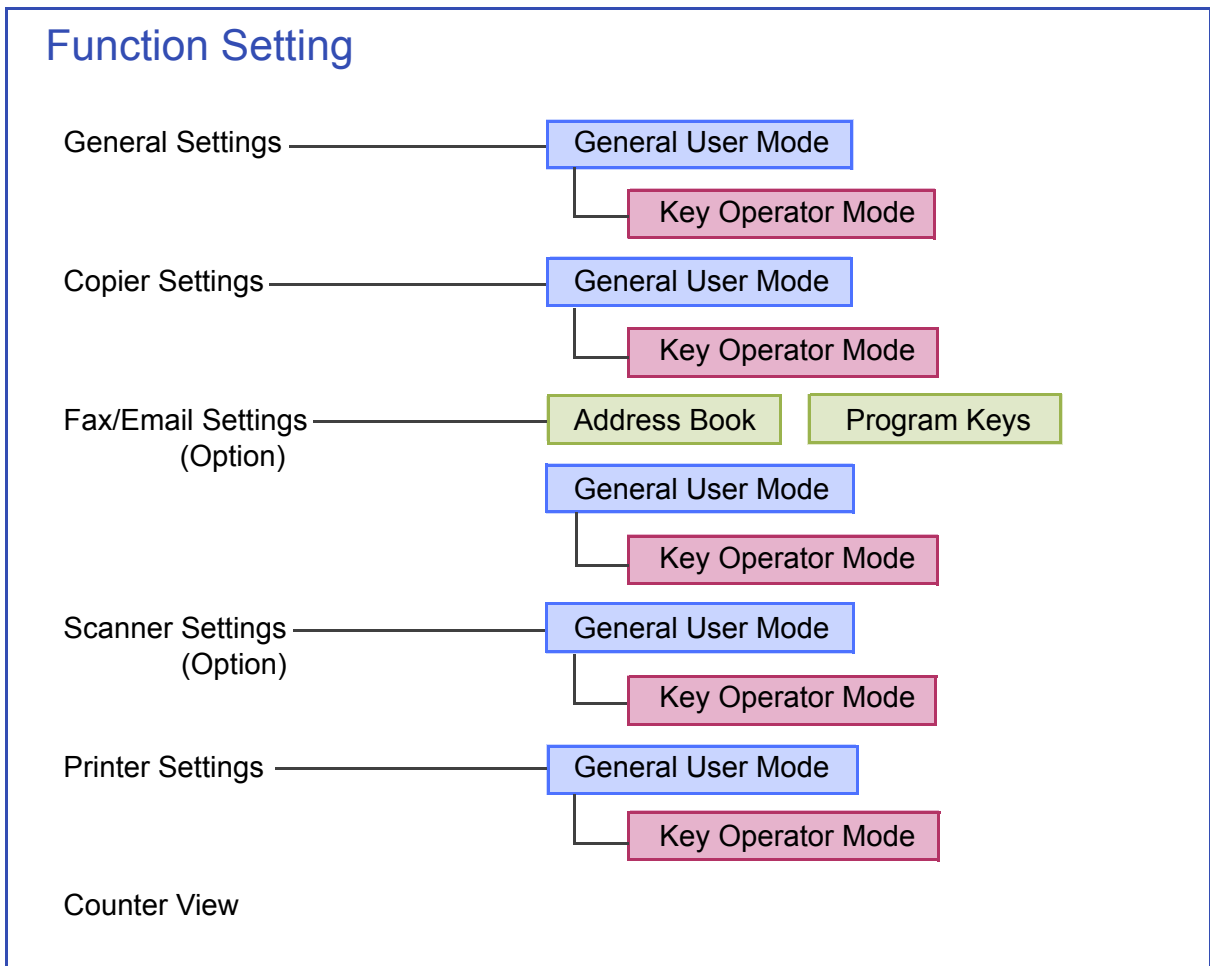 Function Setting
General Settings
General User Mode
Key Operator Mode
Copier Settings
General User Mode
Key Operator Mode
Fax/Email Settings
(Option)
Address Book
Program Keys
General User Mode
Key Operator Mode
Scanner Settings
(Option)
General User Mode
Key Operator Mode
Printer Settings
General User Mode
Key Operator Mode
Counter View